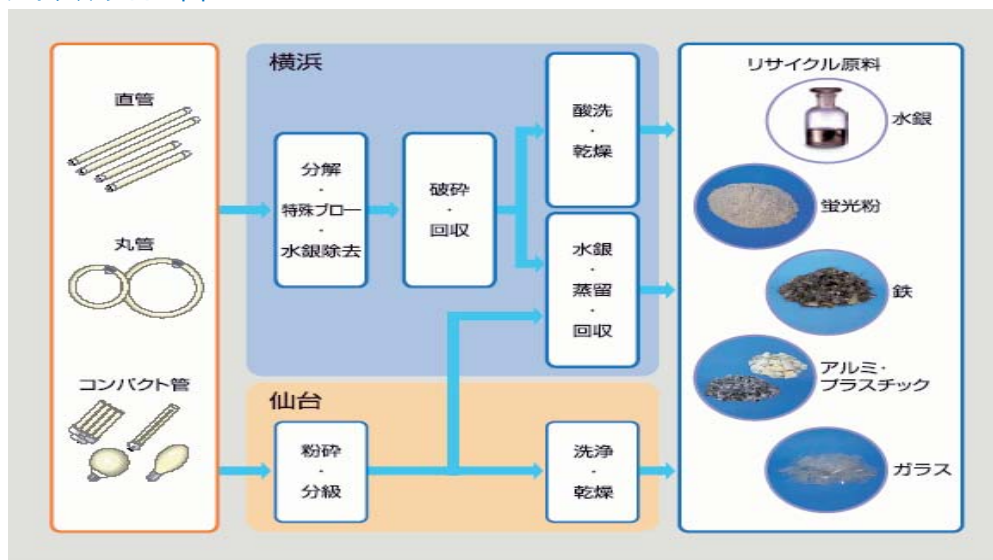 直管
丸管
コンパクト管
横浜
分解
・
特殊ブロー
・
水銀除去
破砕
・
回収
酸洗
・
乾燥
水銀
・
蒸留
・
回収
仙台
粉砕
・
分級
洗浄
・
乾燥
リサイクル原料
水銀
蛍光粉
鉄
アルミ・
プラスチック
ガラス